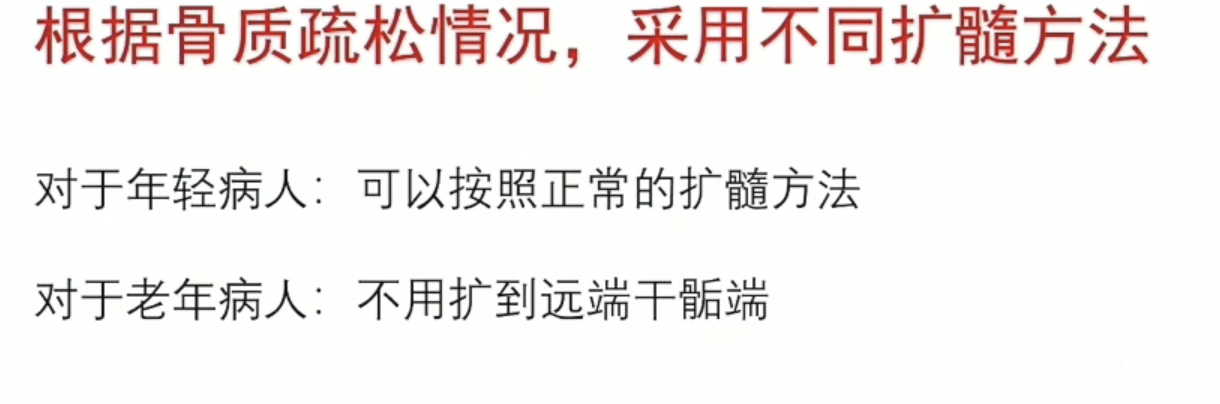 根据骨质疏松情况，采用不同扩髓方法
对于年轻病人：可以按照正常的扩髓方法
对于老年病人：不用扩到远端干骺端